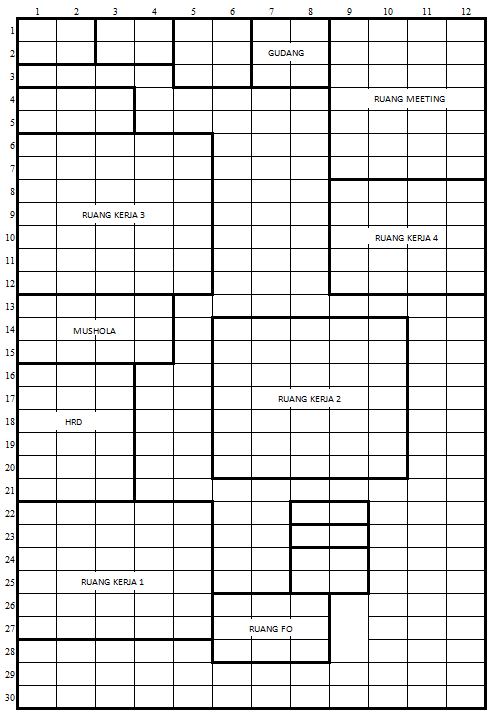 1 2 3 4 5 6 7 8 9 10 11 12
1
2 GUDANG
3
4 RUANG MEETING
5
6
7
8
9 RUANG KERJA 3
10 RUANG KERJA 4
11
12
13
14 MUSHOLA
15
16
17 RUANG KERJA 2
18 HRD
19
20
21
22
23
24
25 RUANG KERJA 1
26
27 RUANG FO
28
29
30